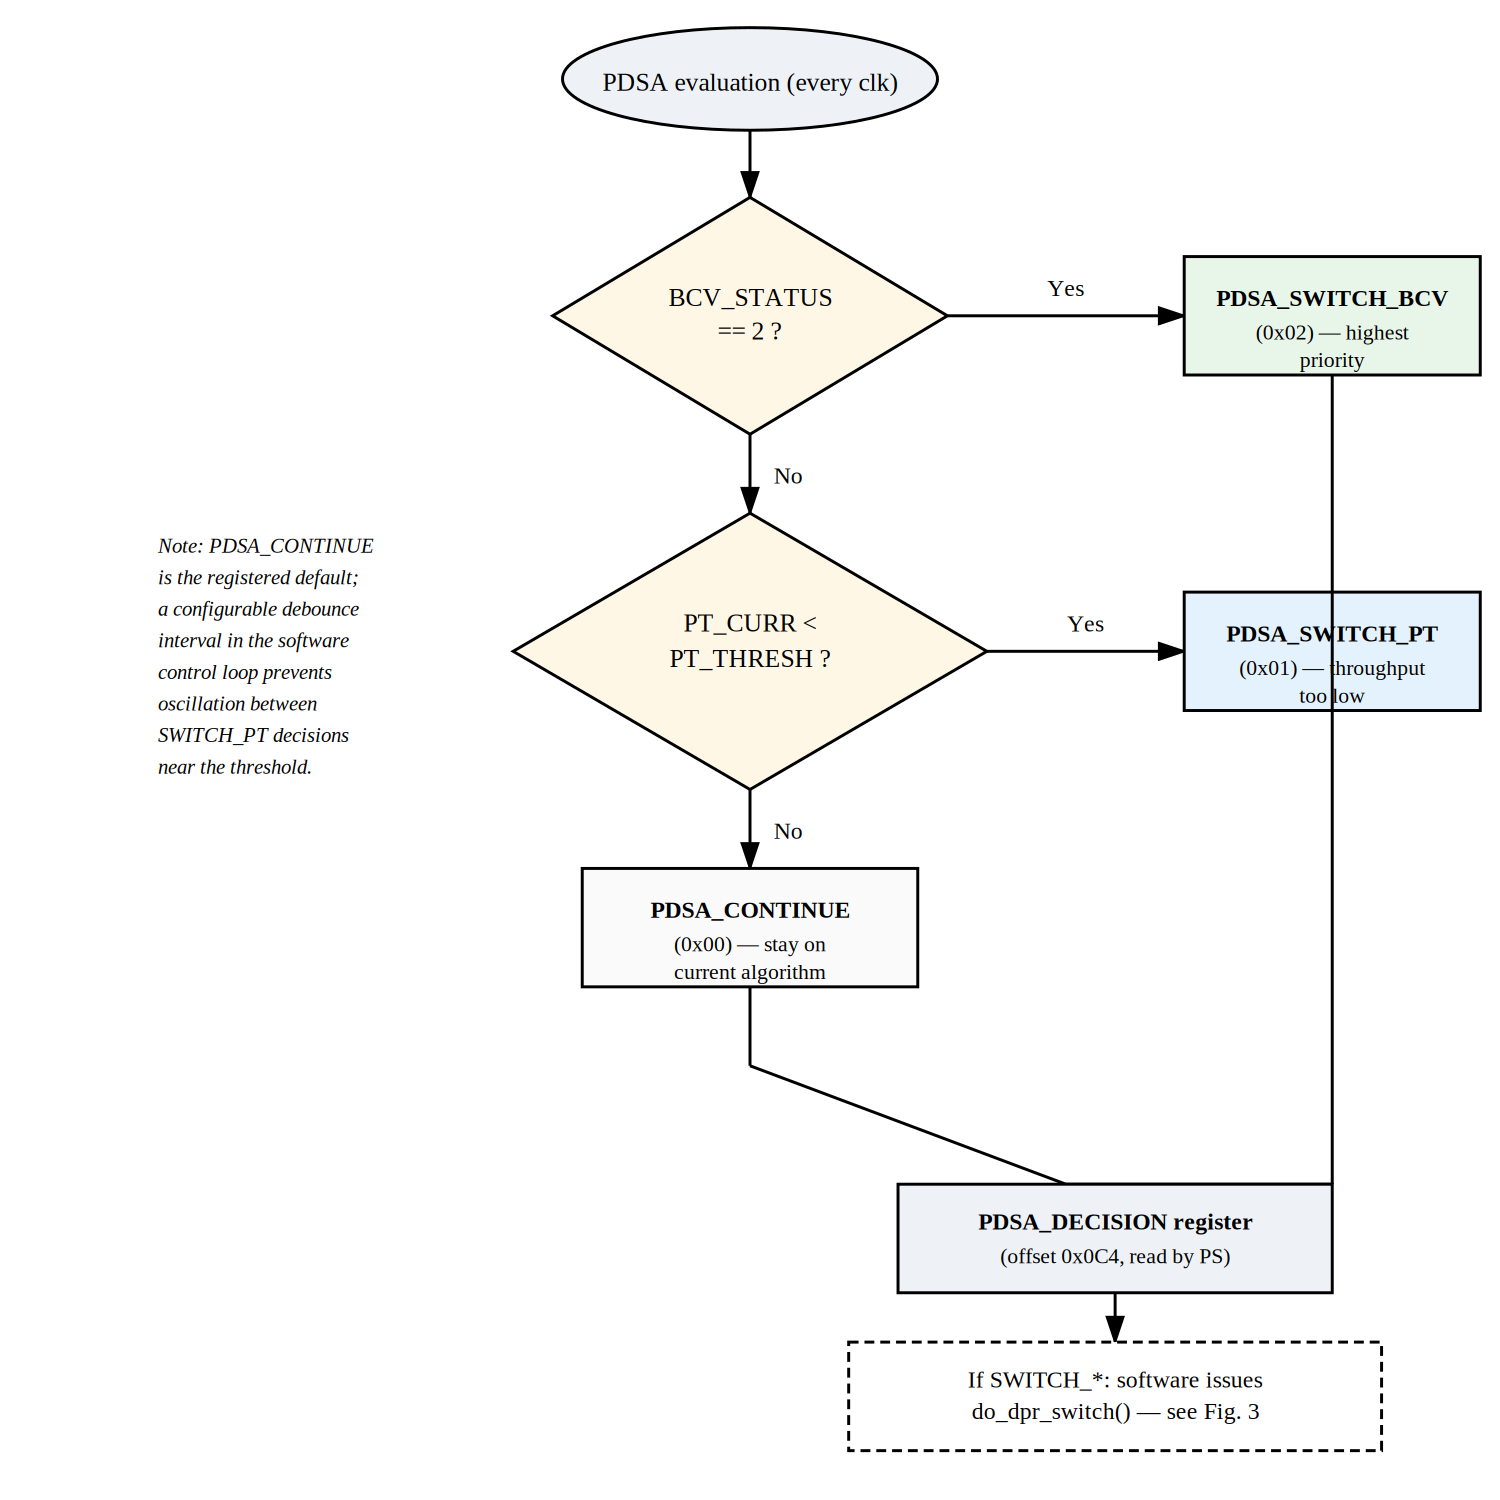 PDSA evaluation (every clk)
BCV_STATUS
== 2 ?
Yes
PDSA_SWITCH_BCV
(0x02) — highest
priority
No
Note: PDSA_CONTINUE
is the registered default;
a configurable debounce
interval in the software
control loop prevents
oscillation between
SWITCH_PT decisions
near the threshold.
PT_CURR <
PT_THRESH ?
Yes
PDSA_SWITCH_PT
(0x01) — throughput
too low
No
PDSA_CONTINUE
(0x00) — stay on
current algorithm
PDSA_DECISION register
(offset 0x0C4, read by PS)
If SWITCH_*: software issues
do_dpr_switch() — see Fig. 3